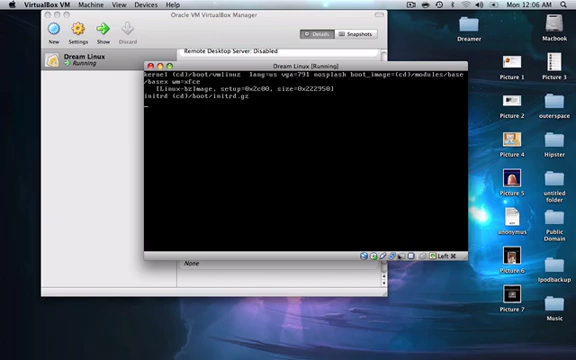 VirtualBox VM Machine View Devices Help
Mon 12:06 AM
Oracle VM VirtualBox Manager
New Settings Show Discard
Details Snapshots
Dream Linux
Running
Remote Desktop Server: Disabled
Dream Linux [Running]
kernel (cd)/boot/vmlinuz lang=us vga=791 nosplash boot_image=(cd)/modules/base
/basex wm=xfce
[Linux-bzImage, setup=0x2c00, size=0x222950]
initrd (cd)/boot/initrd.gz
Left ⌘
None
Dreamer
Macbook
Picture 1
Picture 3
Picture 2
outerspace
Picture 4
Hipster
Picture 5
untitled
folder
anonymus
Public
Domain
Picture 6
Ipodbackup
Picture 7
Music